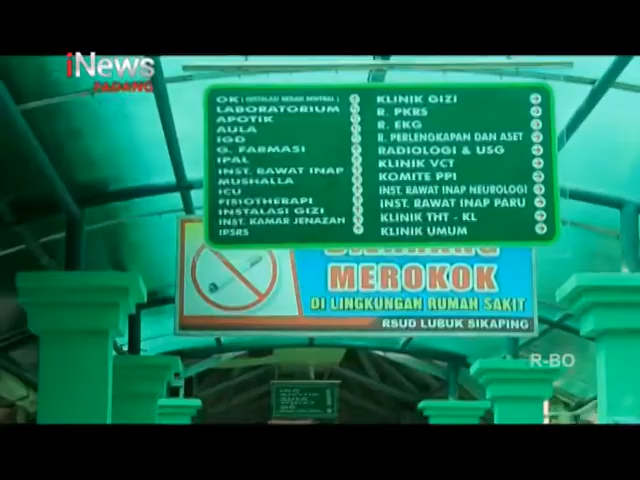 iNews
PADANG
OK ( INSTALASI BEDAH SENTRAL )
LABORATORIUM
APOTIK
AULA
IGD
G. FARMASI
IPAL
INST. RAWAT INAP
MUSHALLA
ICU
FISIOTHERAPI
INSTALASI GIZI
INST. KAMAR JENAZAH
IPSRS
KLINIK GIZI
R. PKRS
R. EKG
R. PERLENGKAPAN DAN ASET
RADIOLOGI & USG
KLINIK VCT
KOMITE PPI
INST. RAWAT INAP NEUROLOGI
INST. RAWAT INAP PARU
KLINIK THT - KL
KLINIK UMUM
MEROKOK
DI LINGKUNGAN RUMAH SAKIT
RSUD LUBUK SIKAPING
R-BO